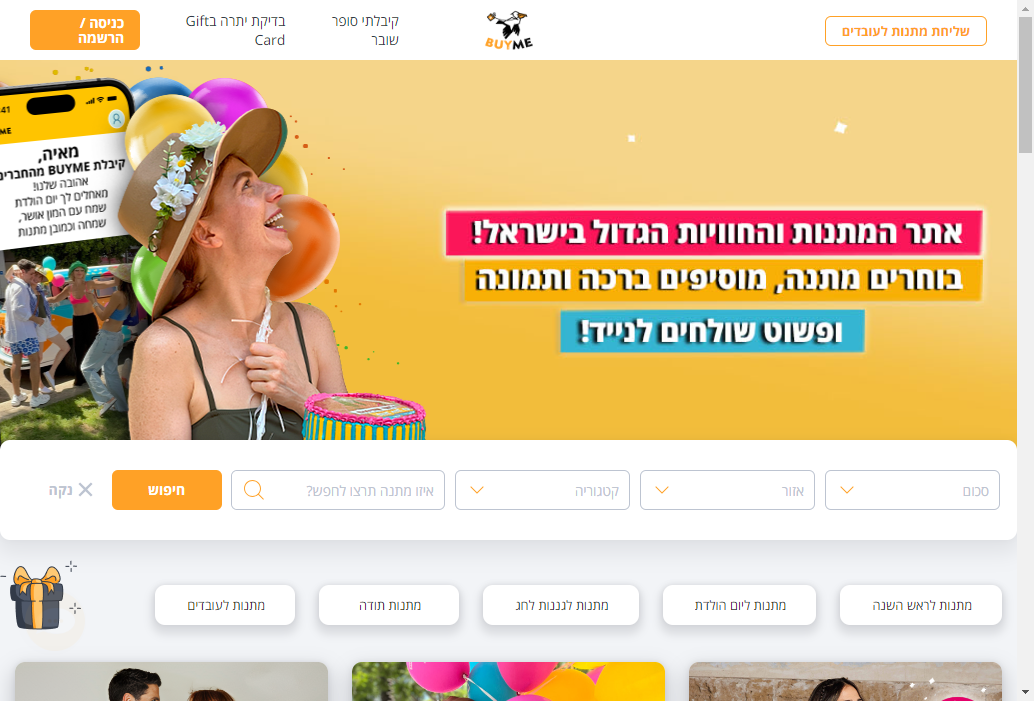 שליחת מתנות לעובדים
BUYME
קיבלתי סופר
שובר
בדיקת יתרה בGift
Card
כניסה /
הרשמה
:41
ME
מאיה,
קיבלת BUYME מהחברים
אהובה שלנו!
מאחלים לך יום הולדת
שמח עם המון אושר,
שמחה וכמובן מתנות
אתר המתנות והחוויות הגדול בישראל!
בוחרים מתנה, מוסיפים ברכה ותמונה
ופשוט שולחים לנייד!
סכום
אזור
קטגוריה
איזו מתנה תרצו לחפש?
חיפוש
נקה
מתנות לראש השנה
מתנות ליום הולדת
מתנות לגננות לחג
מתנות תודה
מתנות לעובדים